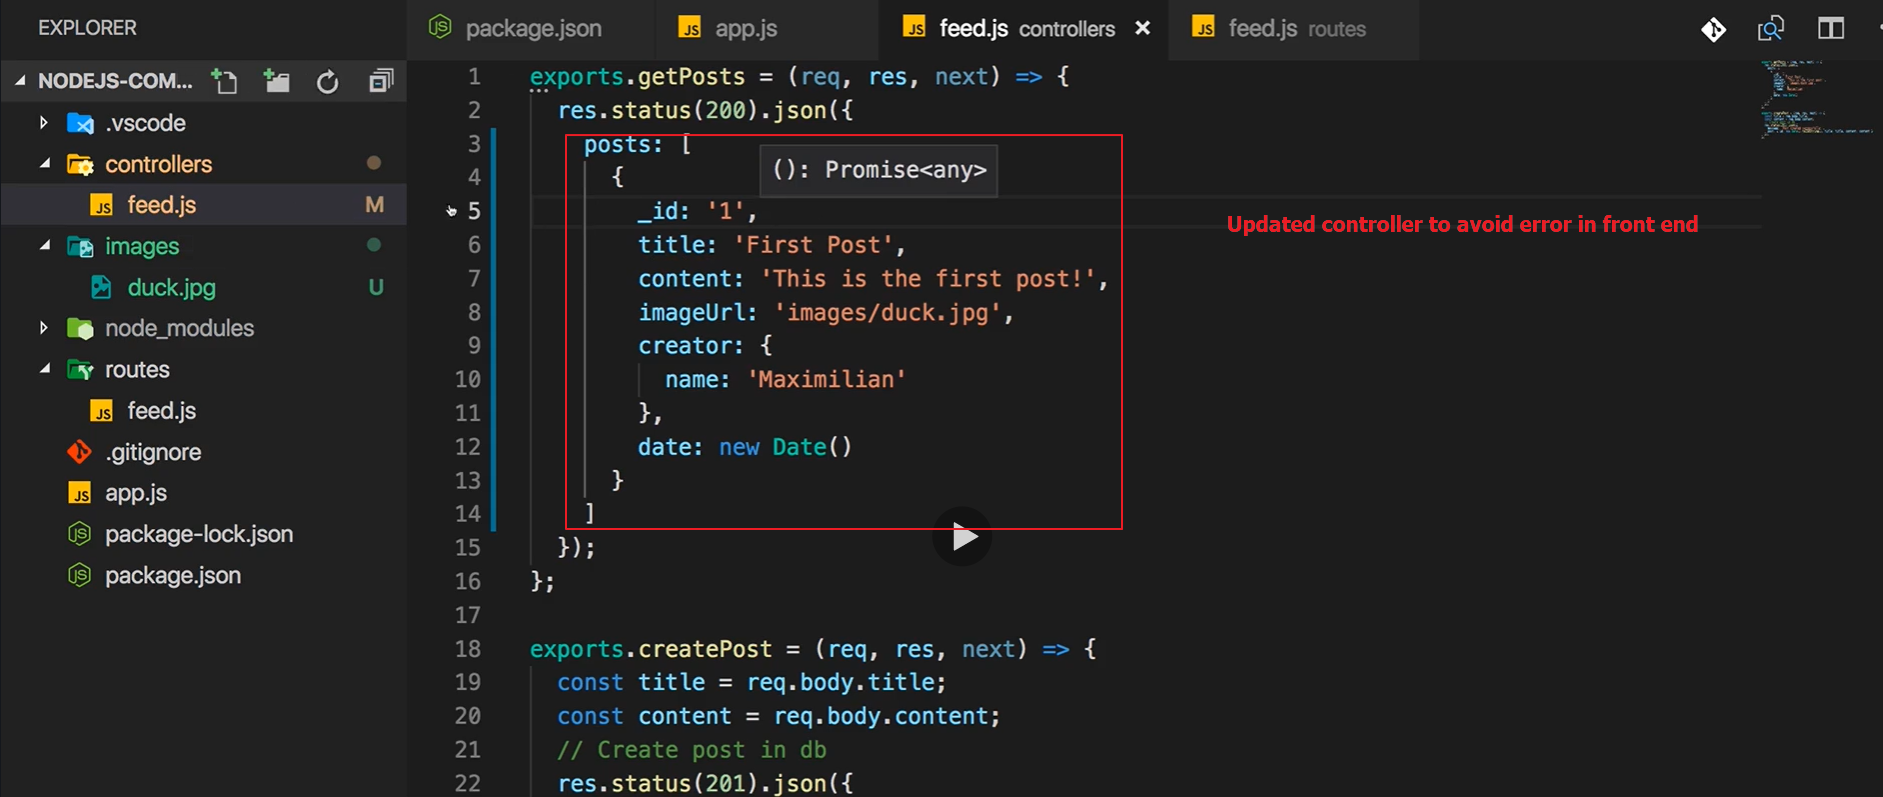 EXPLORER
package.json
app.js
feed.js controllers
feed.js routes
NODEJS-COM...
.vscode
controllers
feed.js M
images
duck.jpg U
node_modules
routes
feed.js
.gitignore
app.js
package-lock.json
package.json
1 exports.getPosts = (req, res, next) => {
2 res.status(200).json({
3 posts: [
4 {
(): Promise<any>
5 _id: '1',
6 title: 'First Post',
7 content: 'This is the first post!',
8 imageUrl: 'images/duck.jpg',
9 creator: {
10 name: 'Maximilian'
11 },
12 date: new Date()
13 }
14 ]
15 });
16 };
17
18 exports.createPost = (req, res, next) => {
19 const title = req.body.title;
20 const content = req.body.content;
21 // Create post in db
22 res.status(201).json({
Updated controller to avoid error in front end